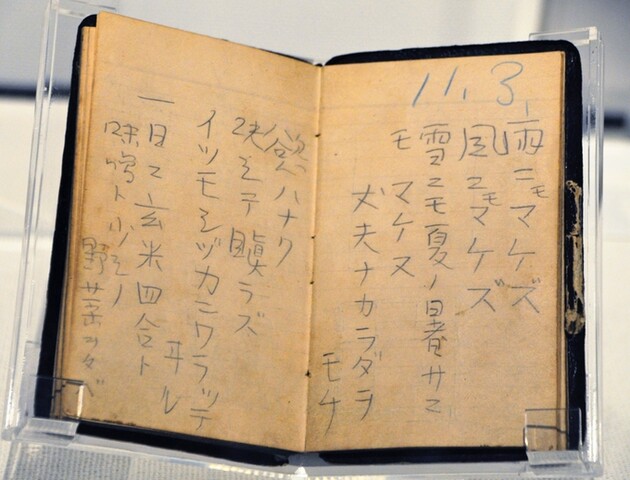 11.3.
雨ニモマケズ
風ニモマケズ
雪ニモ夏ノ暑サニ
モ マケヌ
丈夫ナカラダヲ
モチ
慾ハナク
決シテ瞋ラズ
イツモシヅカニワラッテ
ヰル
一日ニ玄米四合ト
味噌ト少シノ
野菜ヲタベ